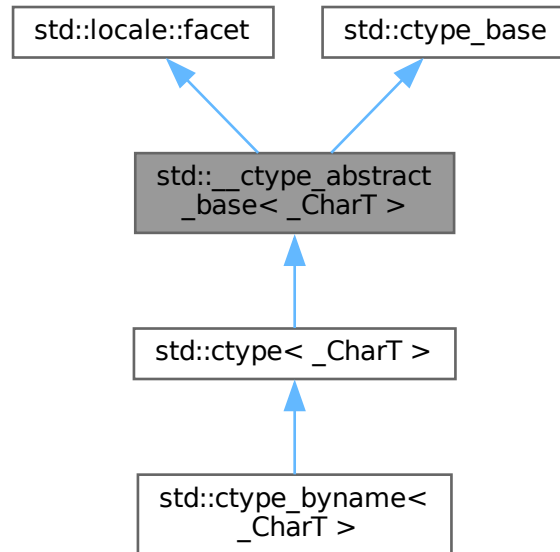 std::locale::facet
std::ctype_base
std::__ctype_abstract
_base< _CharT >
std::ctype< _CharT >
std::ctype_byname<
_CharT >